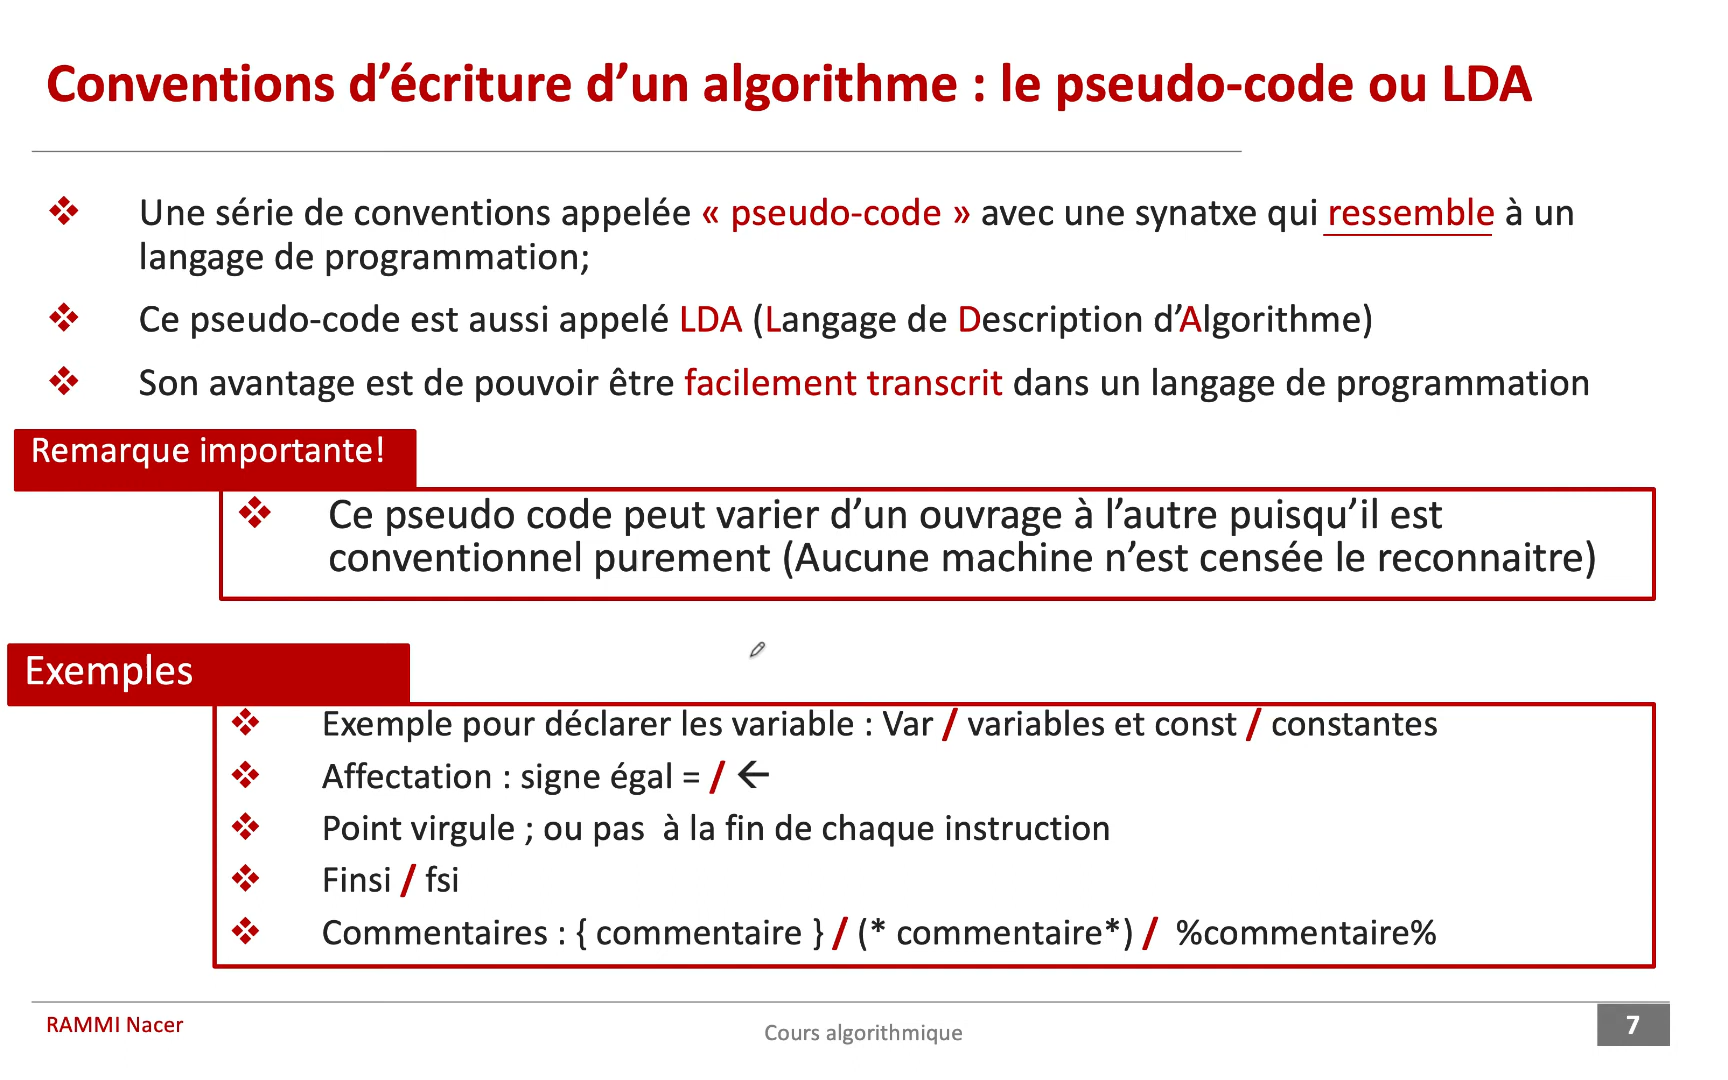 Conventions d’écriture d’un algorithme : le pseudo-code ou LDA
❖ Une série de conventions appelée « pseudo-code » avec une synatxe qui ressemble à un
langage de programmation;
❖ Ce pseudo-code est aussi appelé LDA (Langage de Description d’Algorithme)
❖ Son avantage est de pouvoir être facilement transcrit dans un langage de programmation
Remarque importante!
❖ Ce pseudo code peut varier d’un ouvrage à l’autre puisqu’il est
conventionnel purement (Aucune machine n’est censée le reconnaitre)
Exemples
❖ Exemple pour déclarer les variable : Var / variables et const / constantes
❖ Affectation : signe égal = / ←
❖ Point virgule ; ou pas  à la fin de chaque instruction
❖ Finsi / fsi
❖ Commentaires : { commentaire } / (* commentaire*) /  %commentaire%
RAMMI Nacer
Cours algorithmique
7